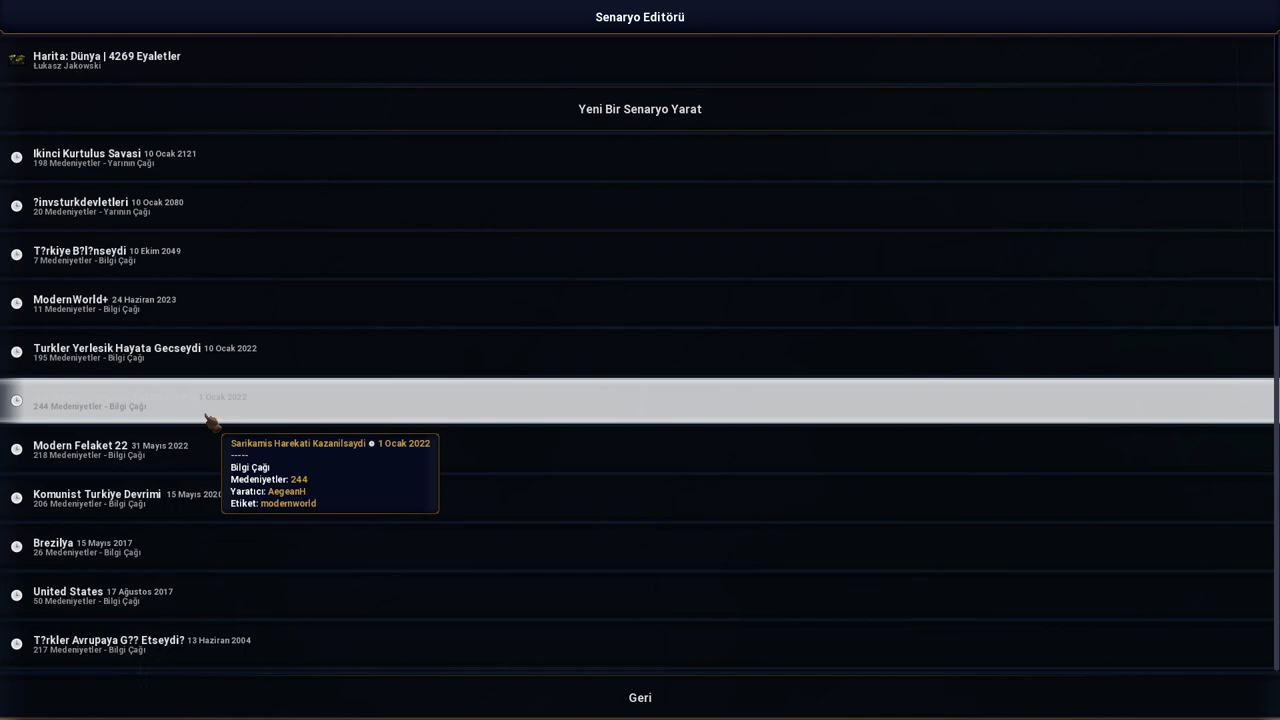 Senaryo Editörü
Harita: Dünya | 4269 Eyaletler
Łukasz Jakowski
Yeni Bir Senaryo Yarat
Ikinci Kurtulus Savasi 10 Ocak 2121
198 Medeniyetler - Yarının Çağı
?invsturkdevletleri 10 Ocak 2080
20 Medeniyetler - Yarının Çağı
T?rkiye B?l?nseydi 10 Ekim 2049
7 Medeniyetler - Bilgi Çağı
ModernWorld+ 24 Haziran 2023
11 Medeniyetler - Bilgi Çağı
Turkler Yerlesik Hayata Gecseydi 10 Ocak 2022
195 Medeniyetler - Bilgi Çağı
1 Ocak 2022
244 Medeniyetler - Bilgi Çağı
Sarikamis Harekati Kazanilsaydi 1 Ocak 2022
-----
Bilgi Çağı
Medeniyetler: 244
Yaratıcı: AegeanH
Etiket: modernworld
Modern Felaket 22 31 Mayıs 2022
218 Medeniyetler - Bilgi Çağı
Komunist Turkiye Devrimi 15 Mayıs 2020
206 Medeniyetler - Bilgi Çağı
Brezilya 15 Mayıs 2017
26 Medeniyetler - Bilgi Çağı
United States 17 Ağustos 2017
50 Medeniyetler - Bilgi Çağı
T?rkler Avrupaya G?? Etseydi? 13 Haziran 2004
217 Medeniyetler - Bilgi Çağı
Geri